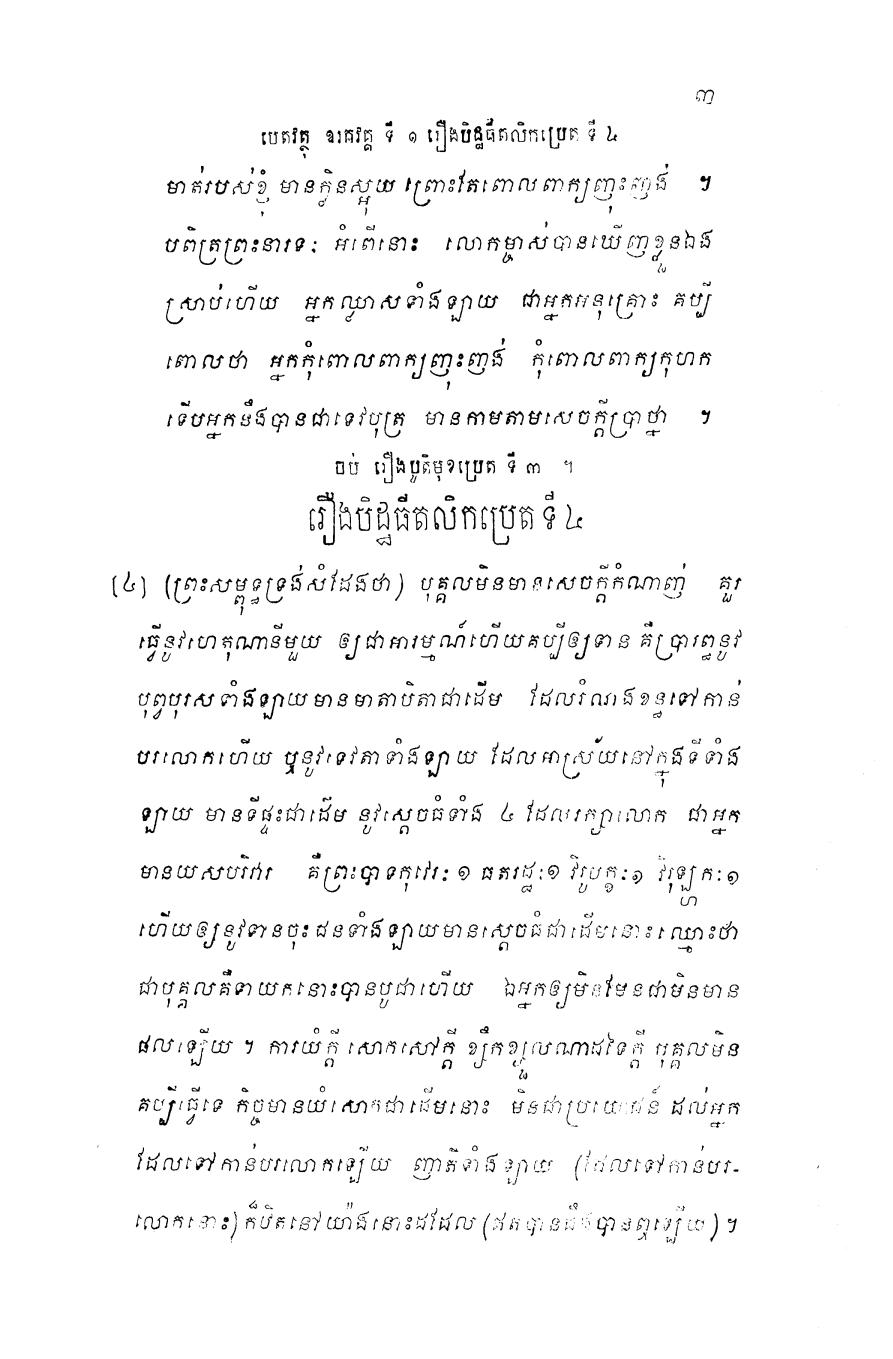 ៣
បេតវត្ថុ ឧរគវគ្គ ទី ១ រឿងបិដ្ឋធីតលិកប្រេត ទី ៤
មាត់របស់ខ្ញុំ មានក្លិនស្អុយ ព្រោះតែពោលពាក្យញុះញង់ ។
បពិត្រព្រះនារទៈ អំពើនោះ លោកម្ចាស់បានឃើញខ្លួនឯង
ស្រាប់ហើយ អ្នកឈ្លាសទាំងឡាយ ជាអ្នកអនុគ្រោះ គប្បី
ពោលថា អ្នកកុំពោលពាក្យញុះញង់ កុំពោលពាក្យកុហក
ទើបអ្នកនឹងបានជាទេវបុត្រ មានកាមតាមសេចក្តីប្រាថ្នា ។
ចប់ រឿងបូតិមុខប្រេត ទី ៣ ។
រឿងបិដ្ឋធីតលិកប្រេត ទី ៤
[៤] (ព្រះសម្ពុទ្ធទ្រង់សំដែងថា) បុគ្គលមិនមានសេចក្តីកំណាញ់ គួរ
ធ្វើនូវហេតុណានីមួយ ឲ្យជាអារម្មណ៍ហើយគប្បីឲ្យទាន គឺប្រារព្ធនូវ
បុព្វបុរសទាំងឡាយមានមាតាបិតាជាដើម ដែលរំលាងខន្ធទៅកាន់
បរលោកហើយ ឬនូវទេវតាទាំងឡាយ ដែលអាស្រ័យនៅក្នុងទីទាំង
ឡាយ មានទីផ្ទះជាដើម នូវស្តេចធំទាំង ៤ ដែលរក្សាលោក ជាអ្នក
មានយសបរិវារ គឺព្រះបាទកុវេរៈ ១ ធតរដ្ឋៈ ១ វិរូបក្ខៈ ១ វិរុឡ្ហកៈ ១
ហើយឲ្យនូវទានចុះ ជនទាំងឡាយមានស្តេចធំជាដើមនោះ ឈ្មោះថា
ជាបុគ្គលគឺទាយកនោះបានបូជាហើយ ឯអ្នកឲ្យមិនមែនជាមិនមាន
ផលឡើយ ។ ការយំក្តី សោកសៅក្តី ខ្សឹកខ្សួលណាដទៃក្តី បុគ្គលមិន
គប្បីធ្វើទេ កិច្ចមានយំសោកជាដើមនោះ មិនជាប្រយោជន៍ ដល់អ្នក
ដែលទៅកាន់បរលោកឡើយ ញាតិទាំងឡាយ (ដែលទៅកាន់បរ-
លោកនោះ) ក៏ឋិតនៅយ៉ាងនោះដដែល (ឥតបានដឹងបានឮឡើយ) ។